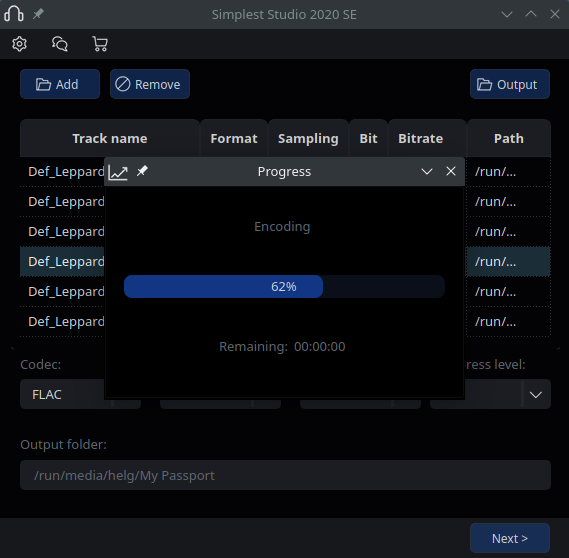 Simplest Studio 2020 SE
Add
Remove
Output
Track name Format Sampling Bit Bitrate Path
Def_Leppard /run/...
Progress
Def_Leppard /run/...
Encoding
Def_Leppard /run/...
Def_Leppard /run/...
62%
Def_Leppard /run/...
Def_Leppard /run/...
Remaining: 00:00:00
Codec: level:
FLAC
Output folder:
/run/media/helg/My Passport
Next >